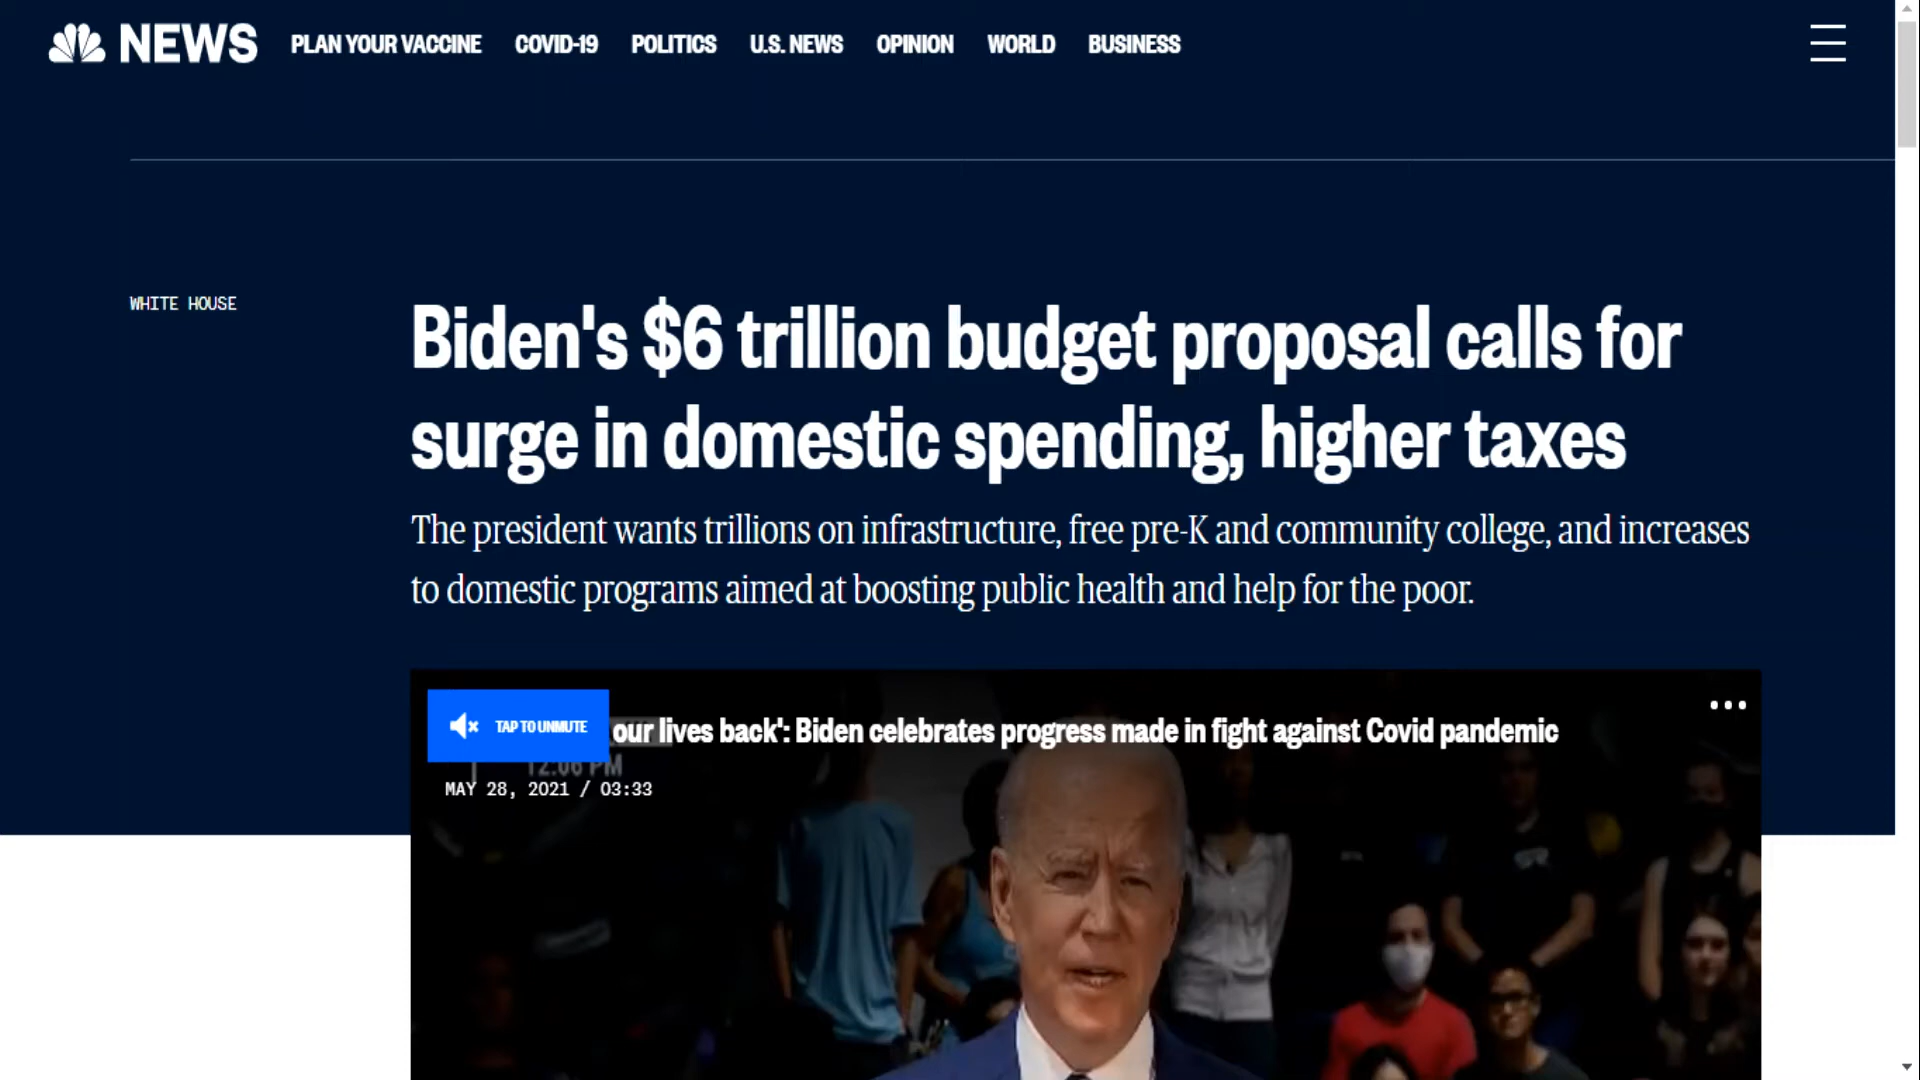 NEWS PLAN YOUR VACCINE COVID-19 POLITICS U.S. NEWS OPINION WORLD BUSINESS
WHITE HOUSE
Biden's $6 trillion budget proposal calls for
surge in domestic spending, higher taxes
The president wants trillions on infrastructure, free pre-K and community college, and increases
to domestic programs aimed at boosting public health and help for the poor.
TAP TO UNMUTE
our lives back': Biden celebrates progress made in fight against Covid pandemic
12:06 PM
MAY 28, 2021 / 03:33